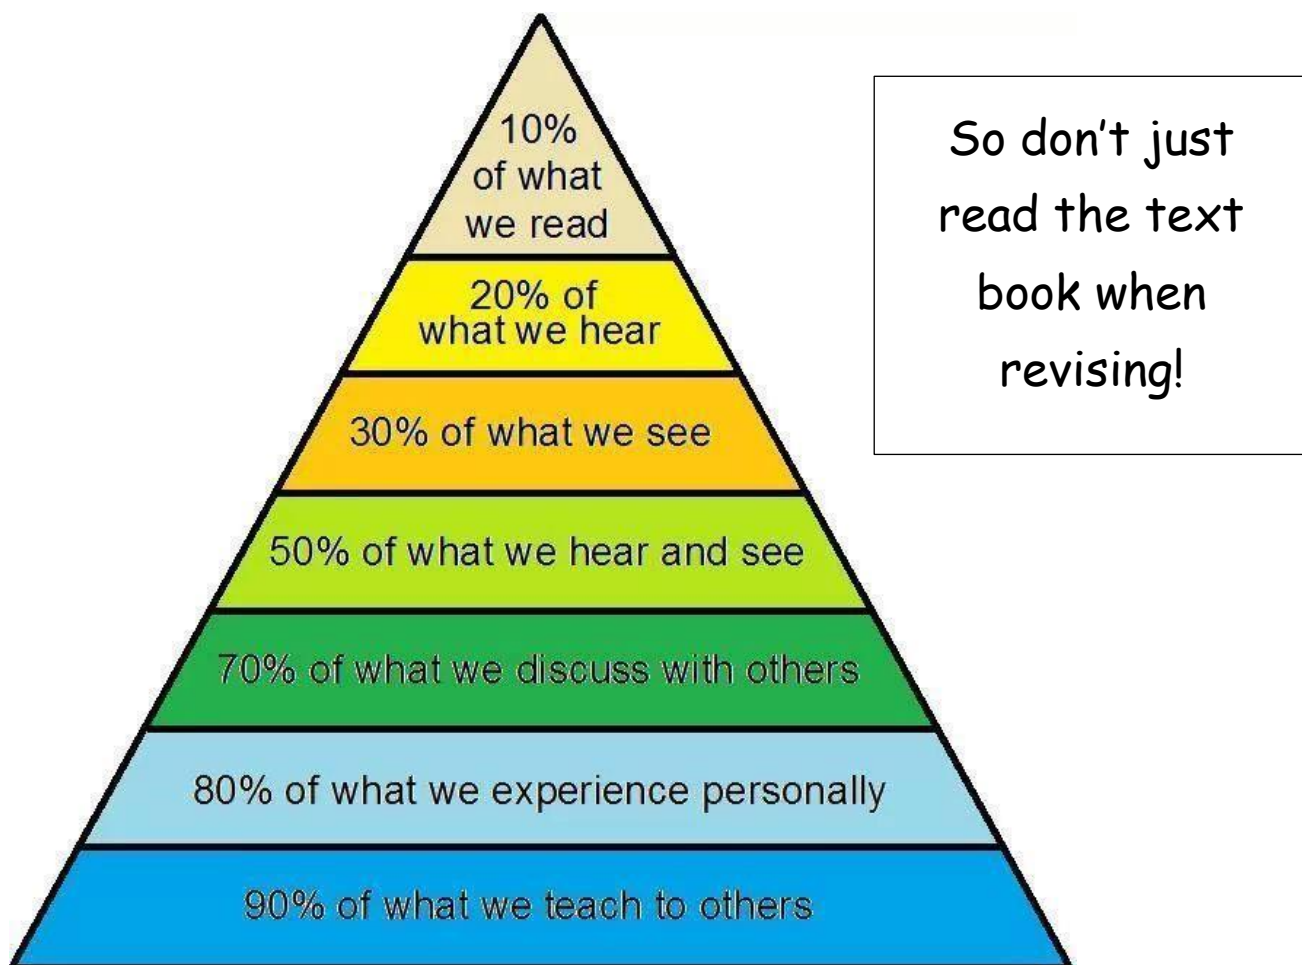 10%
of what
we read
20% of
what we hear
30% of what we see
50% of what we hear and see
70% of what we discuss with others
80% of what we experience personally
90% of what we teach to others
So don't just
read the text
book when
revising!